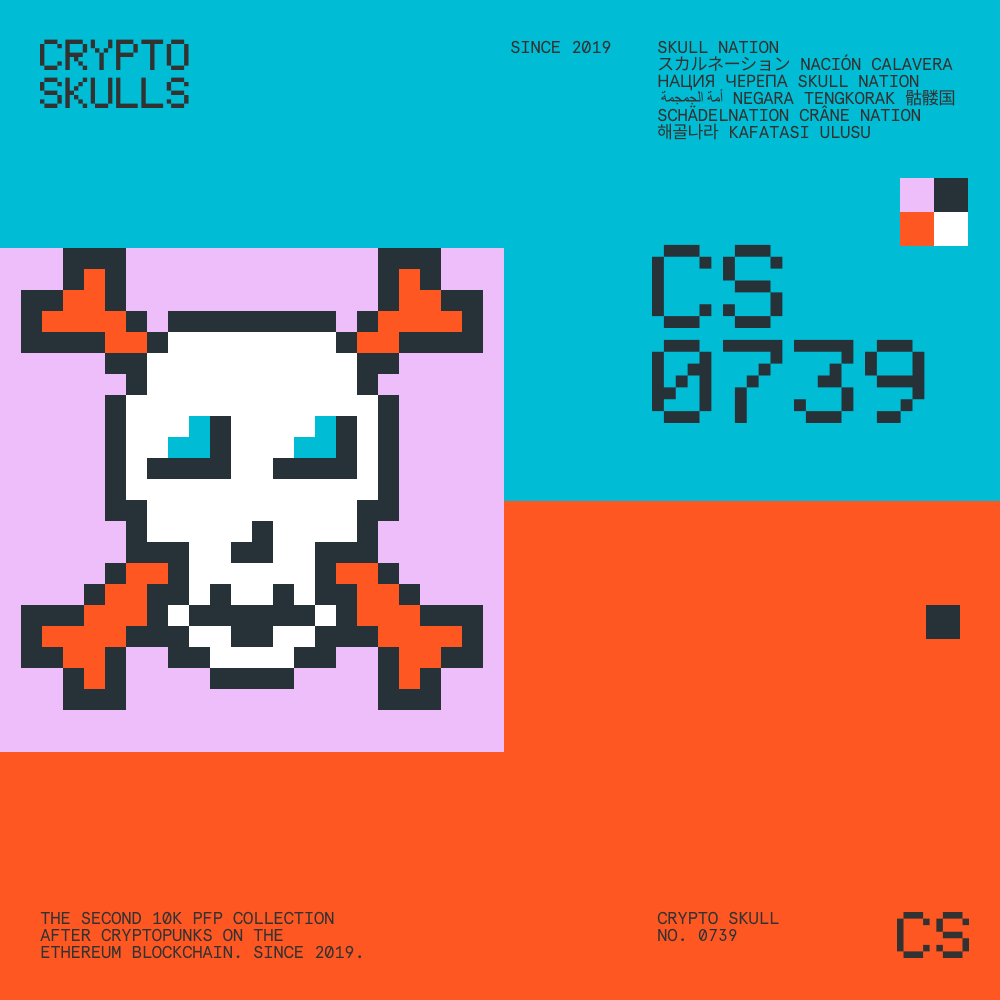 CRYPTO
SKULLS
SINCE 2019
SKULL NATION
スカルネーション NACIÓN CALAVERA
НАЦИЯ ЧЕРЕПА SKULL NATION
أمة الجمجمة NEGARA TENGKORAK 骷髅国
SCHÄDELNATION CRÂNE NATION
해골나라 KAFATASI ULUSU
CS
0739
THE SECOND 10K PFP COLLECTION
AFTER CRYPTOPUNKS ON THE
ETHEREUM BLOCKCHAIN. SINCE 2019.
CRYPTO SKULL
NO. 0739
CS